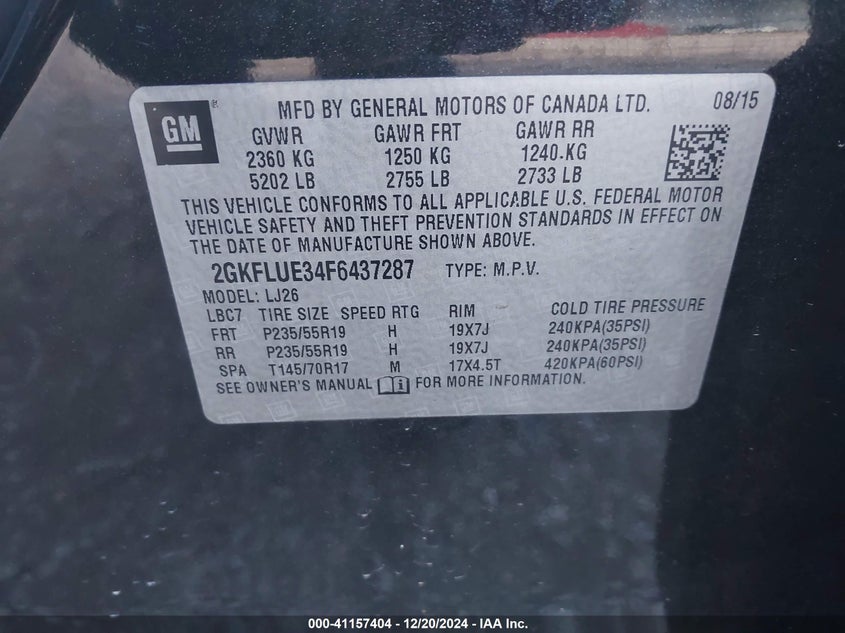 GM ® MFD BY GENERAL MOTORS OF CANADA LTD. 08/15
GVWR GAWR FRT GAWR RR
2360 KG 1250 KG 1240 KG
5202 LB 2755 LB 2733 LB
THIS VEHICLE CONFORMS TO ALL APPLICABLE U.S. FEDERAL MOTOR
VEHICLE SAFETY AND THEFT PREVENTION STANDARDS IN EFFECT ON
THE DATE OF MANUFACTURE SHOWN ABOVE.
2GKFLUE34F6437287 TYPE: M.P.V.
MODEL: LJ26
LBC7 TIRE SIZE SPEED RTG RIM COLD TIRE PRESSURE
FRT P235/55R19 H 19X7J 240KPA(35PSI)
RR P235/55R19 H 19X7J 240KPA(35PSI)
SPA T145/70R17 M 17X4.5T 420KPA(60PSI)
SEE OWNER'S MANUAL FOR MORE INFORMATION.
000-41157404 - 12/20/2024 - IAA Inc.